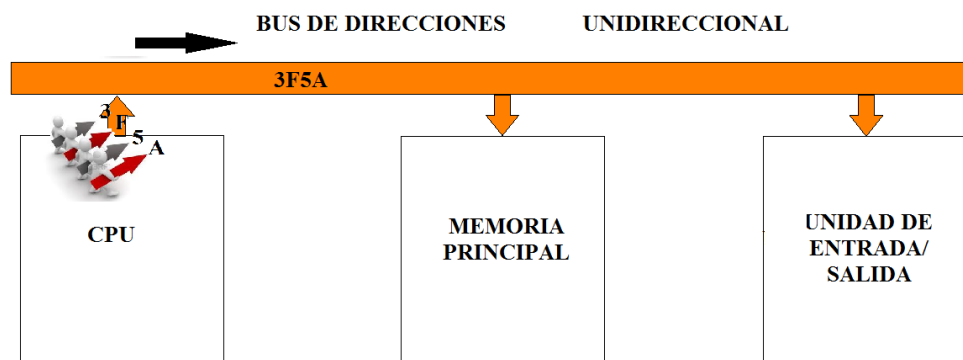 BUS DE DIRECCIONES UNIDIRECCIONAL
3F5A
3
F
5
A
CPU
MEMORIA
PRINCIPAL
UNIDAD DE
ENTRADA/
SALIDA